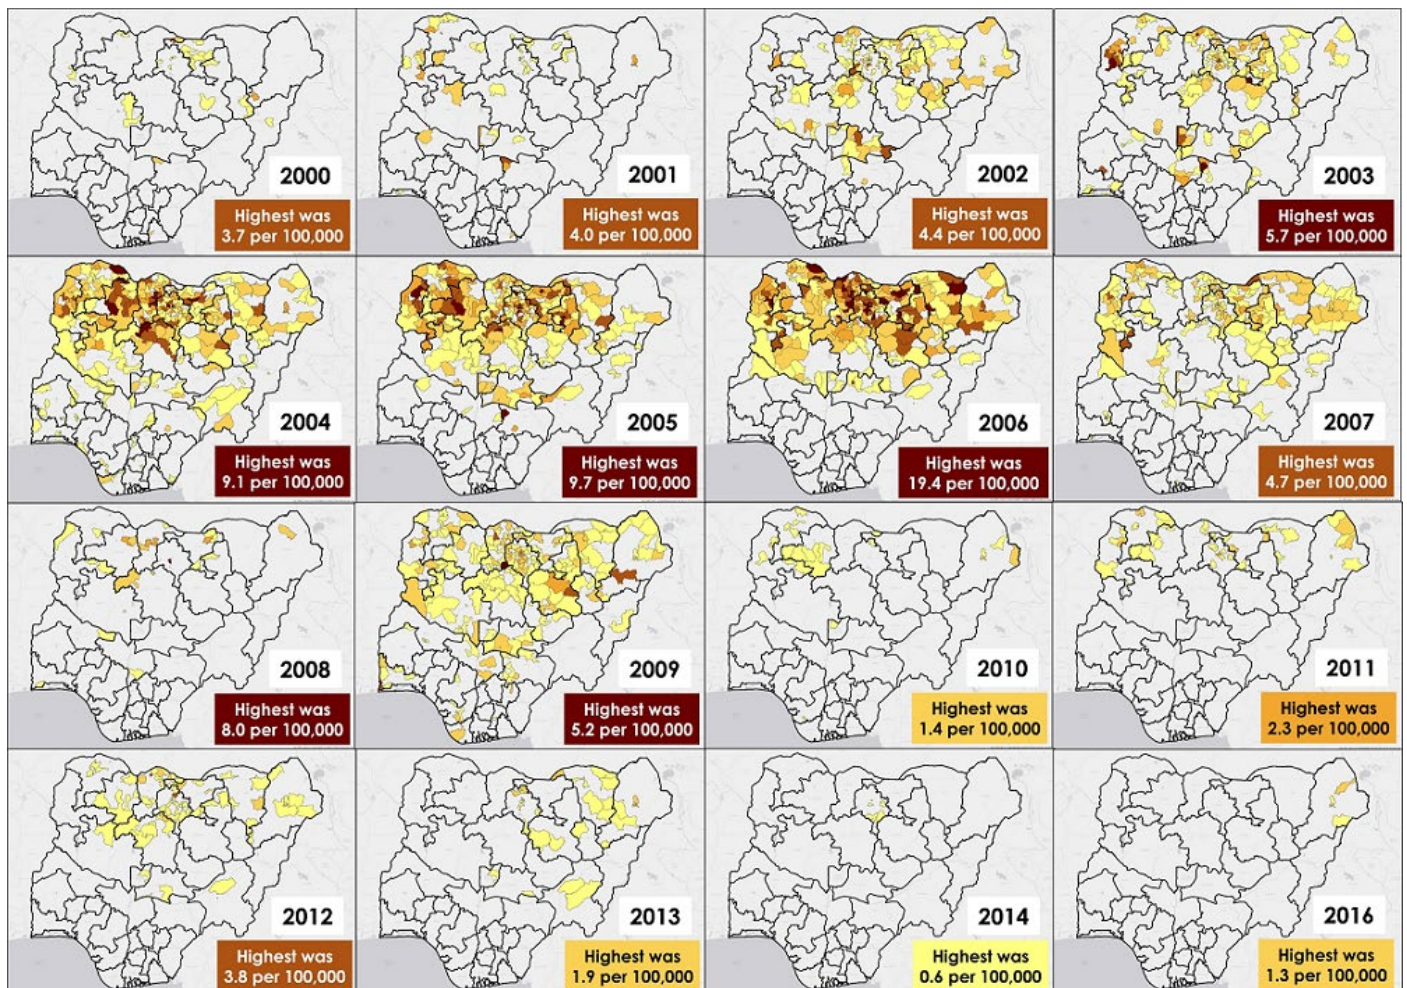 2000
Highest was
3.7 per 100,000
2001
Highest was
4.0 per 100,000
2002
Highest was
4.4 per 100,000
2003
Highest was
5.7 per 100,000
2004
Highest was
9.1 per 100,000
2005
Highest was
9.7 per 100,000
2006
Highest was
19.4 per 100,000
2007
Highest was
4.7 per 100,000
2008
Highest was
8.0 per 100,000
2009
Highest was
5.2 per 100,000
2010
Highest was
1.4 per 100,000
2011
Highest was
2.3 per 100,000
2012
Highest was
3.8 per 100,000
2013
Highest was
1.9 per 100,000
2014
Highest was
0.6 per 100,000
2016
Highest was
1.3 per 100,000